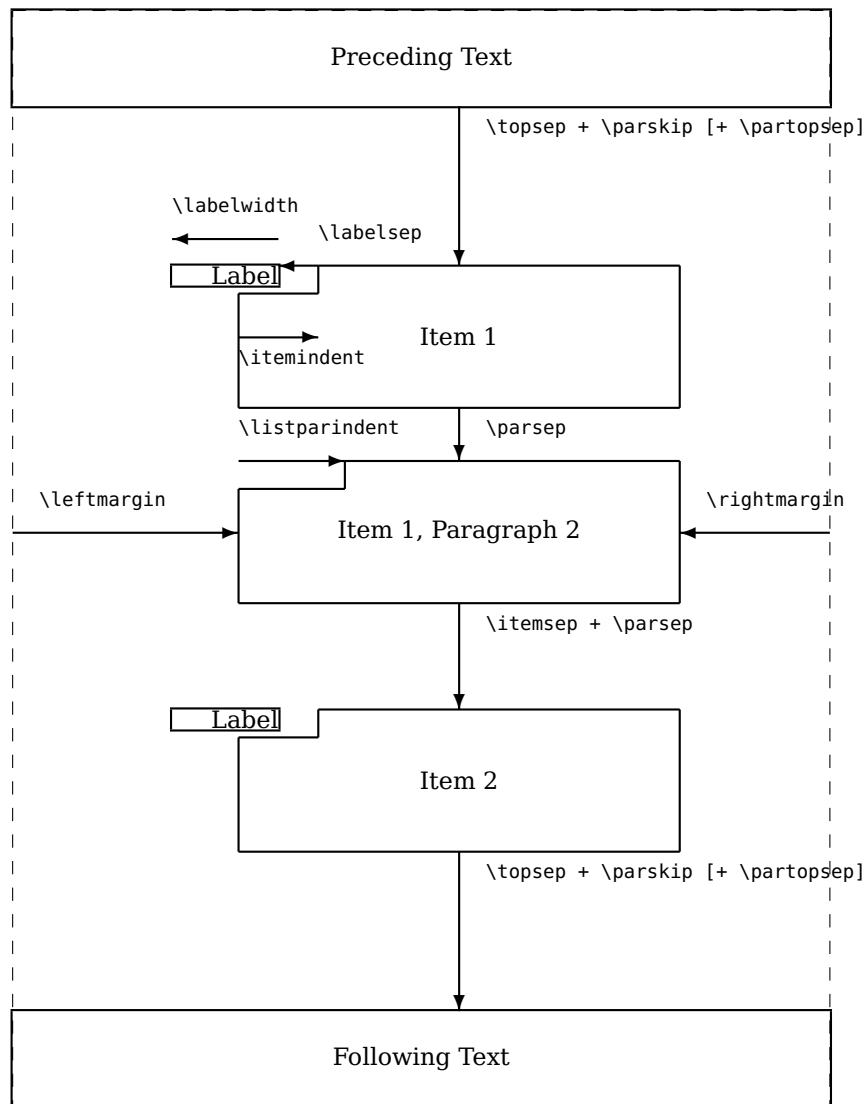 Preceding Text
\topsep + \parskip [+ \partopsep]
\labelwidth
\labelsep
Label
Item 1
\itemindent
\listparindent
\parsep
\leftmargin
\rightmargin
Item 1, Paragraph 2
\itemsep + \parsep
Label
Item 2
\topsep + \parskip [+ \partopsep]
Following Text